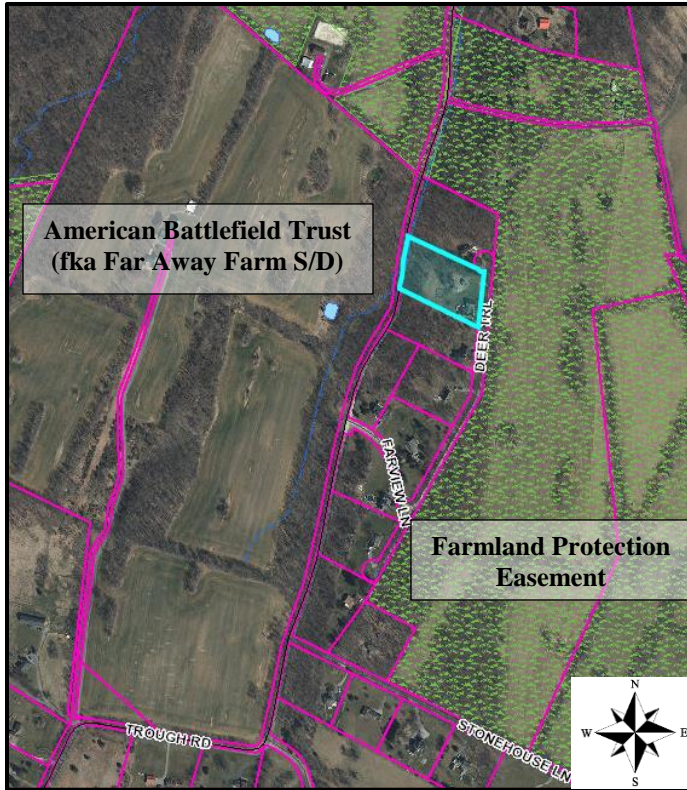 American Battlefield Trust
(fka Far Away Farm S/D)
DEER TRL
FARVIEW LN
Farmland Protection
Easement
TROUGH RD
STONEHOUSE LN
N
W E
S